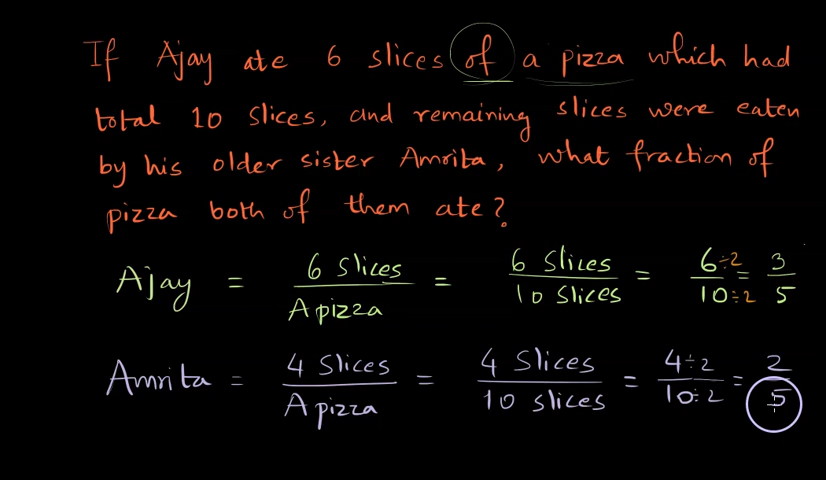 If Ajay ate 6 slices of a pizza which had
total 10 slices, and remaining slices were eaten
by his older sister Amrita, what fraction of
pizza both of them ate?
Ajay = 6 slices / A pizza = 6 slices / 10 slices = 6÷2 / 10÷2 = 3 / 5
Amrita = 4 slices / A pizza = 4 slices / 10 slices = 4÷2 / 10÷2 = 2 / 5